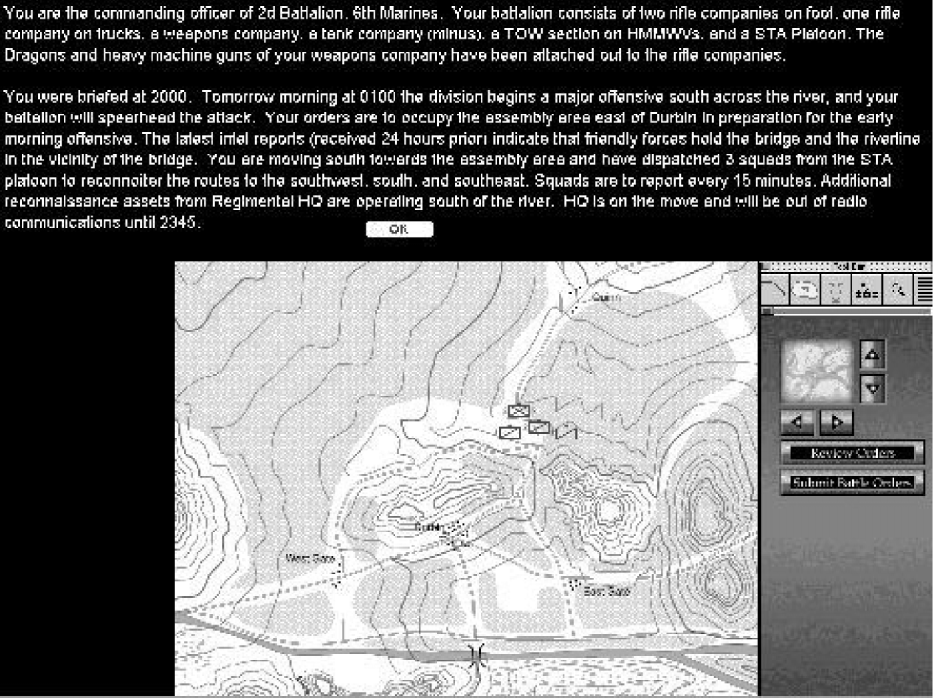 You are the commanding officer of 2d Battalion, 6th Marines. Your battalion consists of two rifle companies on foot, one rifle
company on trucks, a weapons company, a tank company (minus), a TOW section on HMMWVs, and a STA Platoon. The
Dragons and heavy machine guns of your weapons company have been attached out to the rifle companies.
You were briefed at 2000. Tomorrow morning at 0100 the division begins a major offensive south across the river, and your
battalion will spearhead the attack. Your orders are to occupy the assembly area east of Durbin in preparation for the early
morning offensive. The latest intel reports (received 24 hours prior) indicate that friendly forces hold the bridge and the riverline
in the vicinity of the bridge. You are moving south towards the assembly area and have dispatched 3 squads from the STA
platoon to reconnoiter the routes to the southwest, south, and southeast. Squads are to report every 15 minutes. Additional
reconnaissance assets from Regimental HQ are operating south of the river. HQ is on the move and will be out of radio
communications until 2345.
OK
Tool Bar
Quinn
Review Orders
Submit Battle Orders
Durbin
West Gate
East Gate